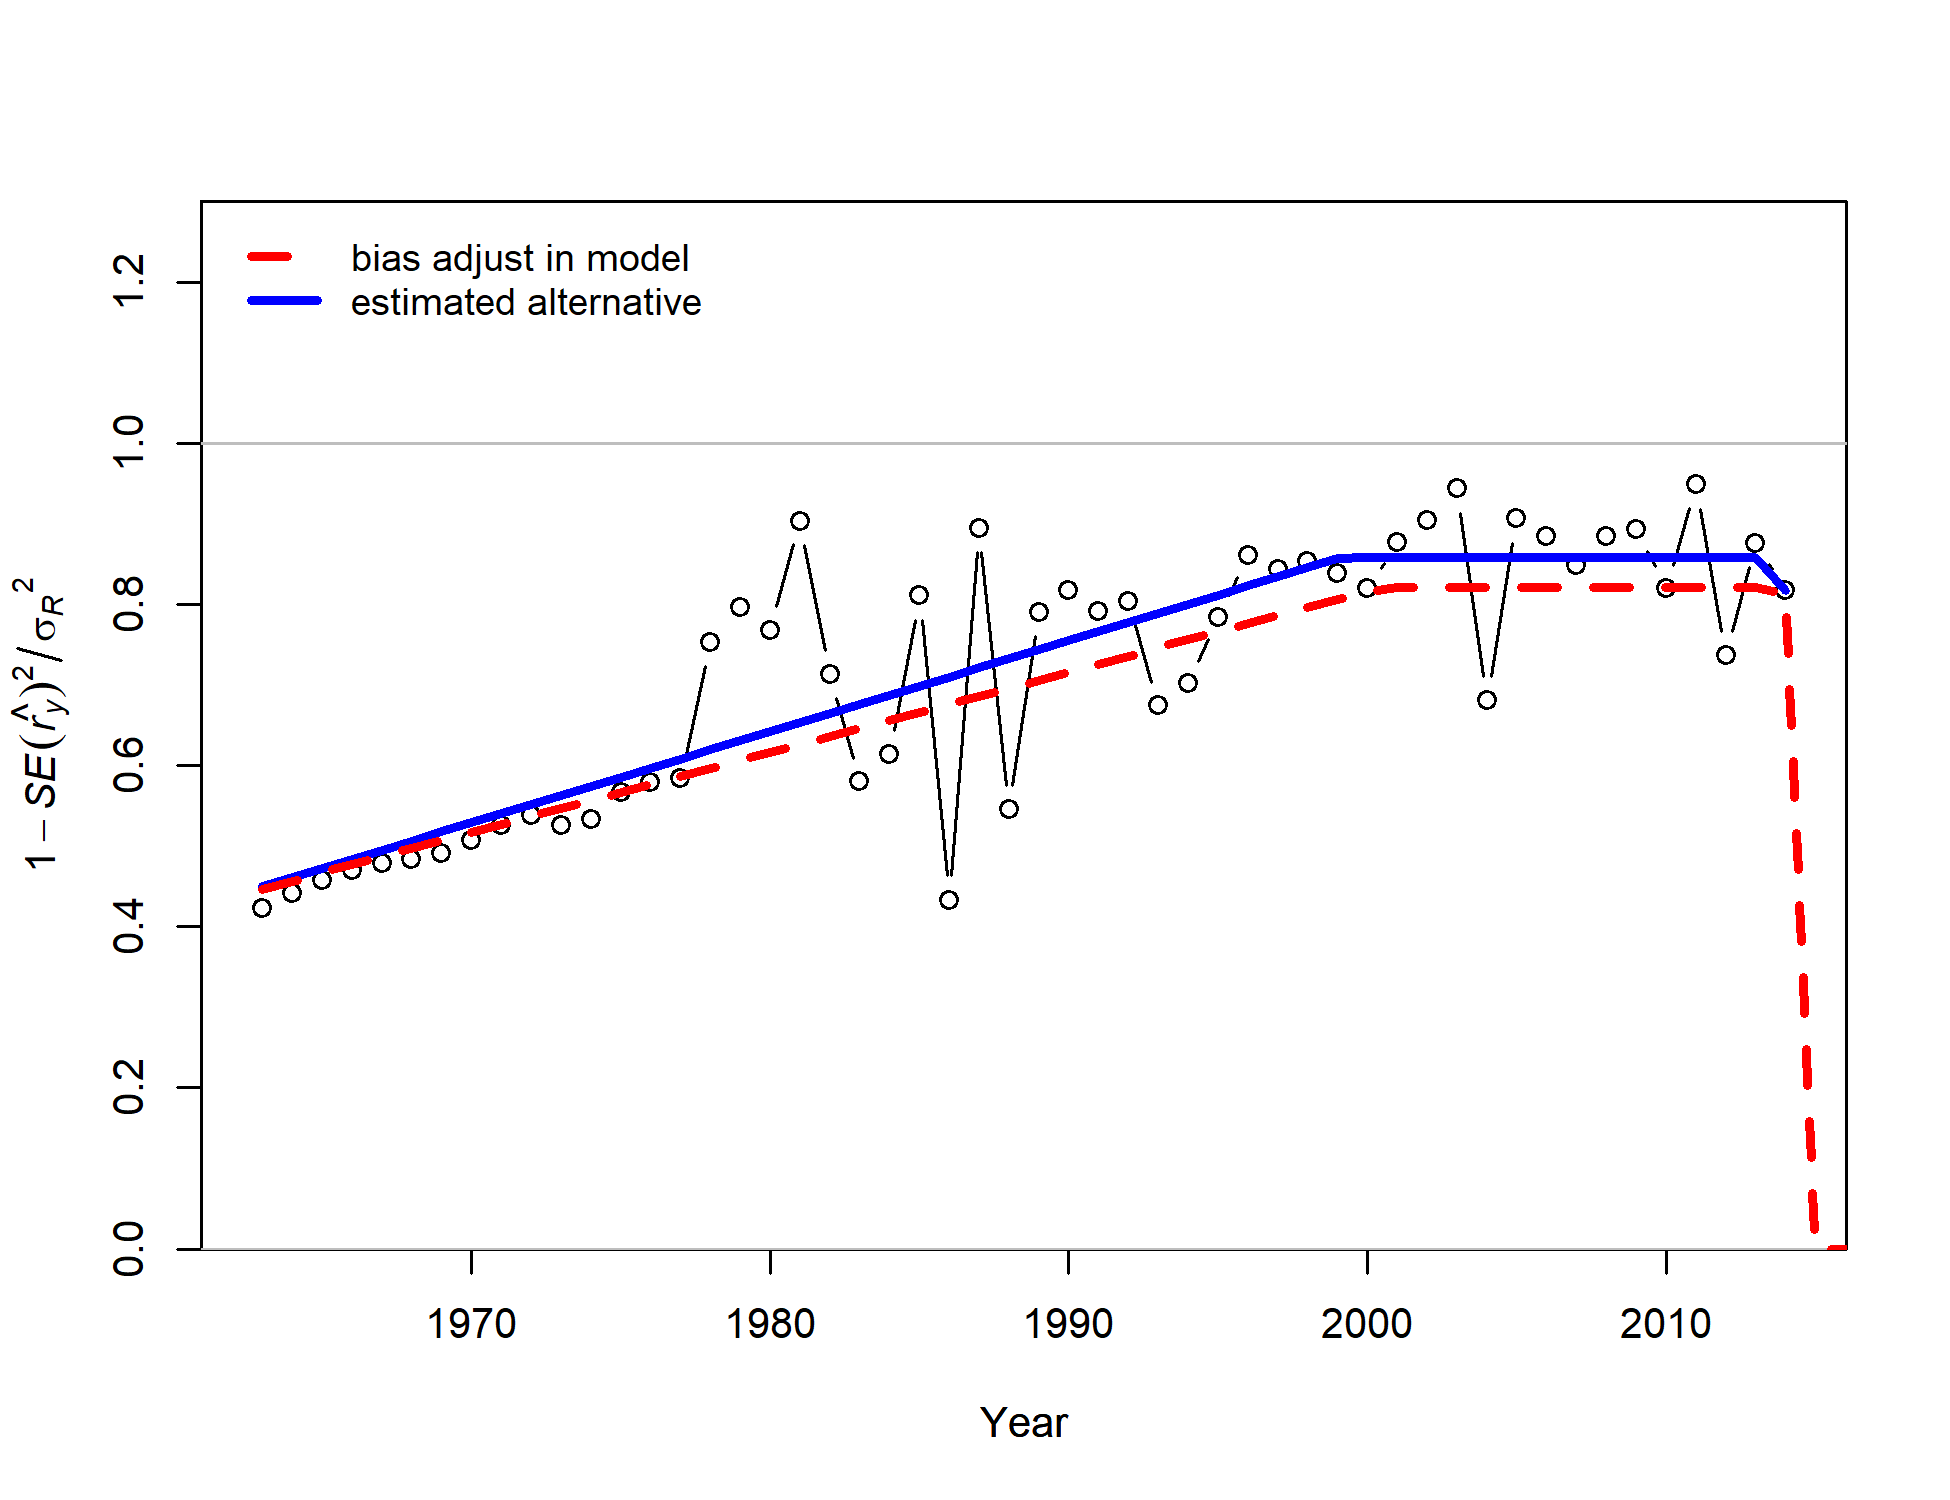 bias adjust in model
estimated alternative
1 − SE(r̂y)² / σR²
1.2
1.0
0.8
0.6
0.4
0.2
0.0
1970 1980 1990 2000 2010
Year